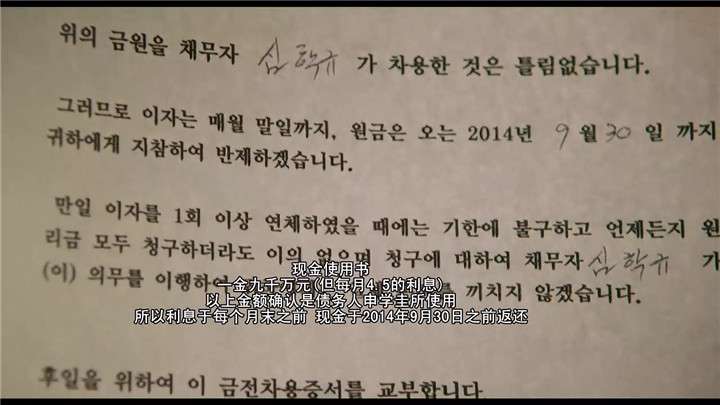 위의 금원을 채무자 심학규 가 차용한 것은 틀림없습니다.
그러므로 이자는 매월 말일까지, 원금은 오는 2014년 9월 30일 까지
귀하에게 지참하여 반제하겠습니다.
만일 이자를 1회 이상 연체하였을 때에는 기한에 불구하고 언제든지 원
리금 모두 청구하더라도 이의 없으며 청구에 대하여 채무자 심학규 가
(이) 의무를 이행하 를 끼치지 않겠습니다.
现金使用书
一金九千万元(但每月4.5的利息)
以上金额确认是债务人申学圭所使用
所以利息于每个月末之前 现金于2014年9月30日之前返还
후일을 위하여 이 금전차용증서를 교부합니다